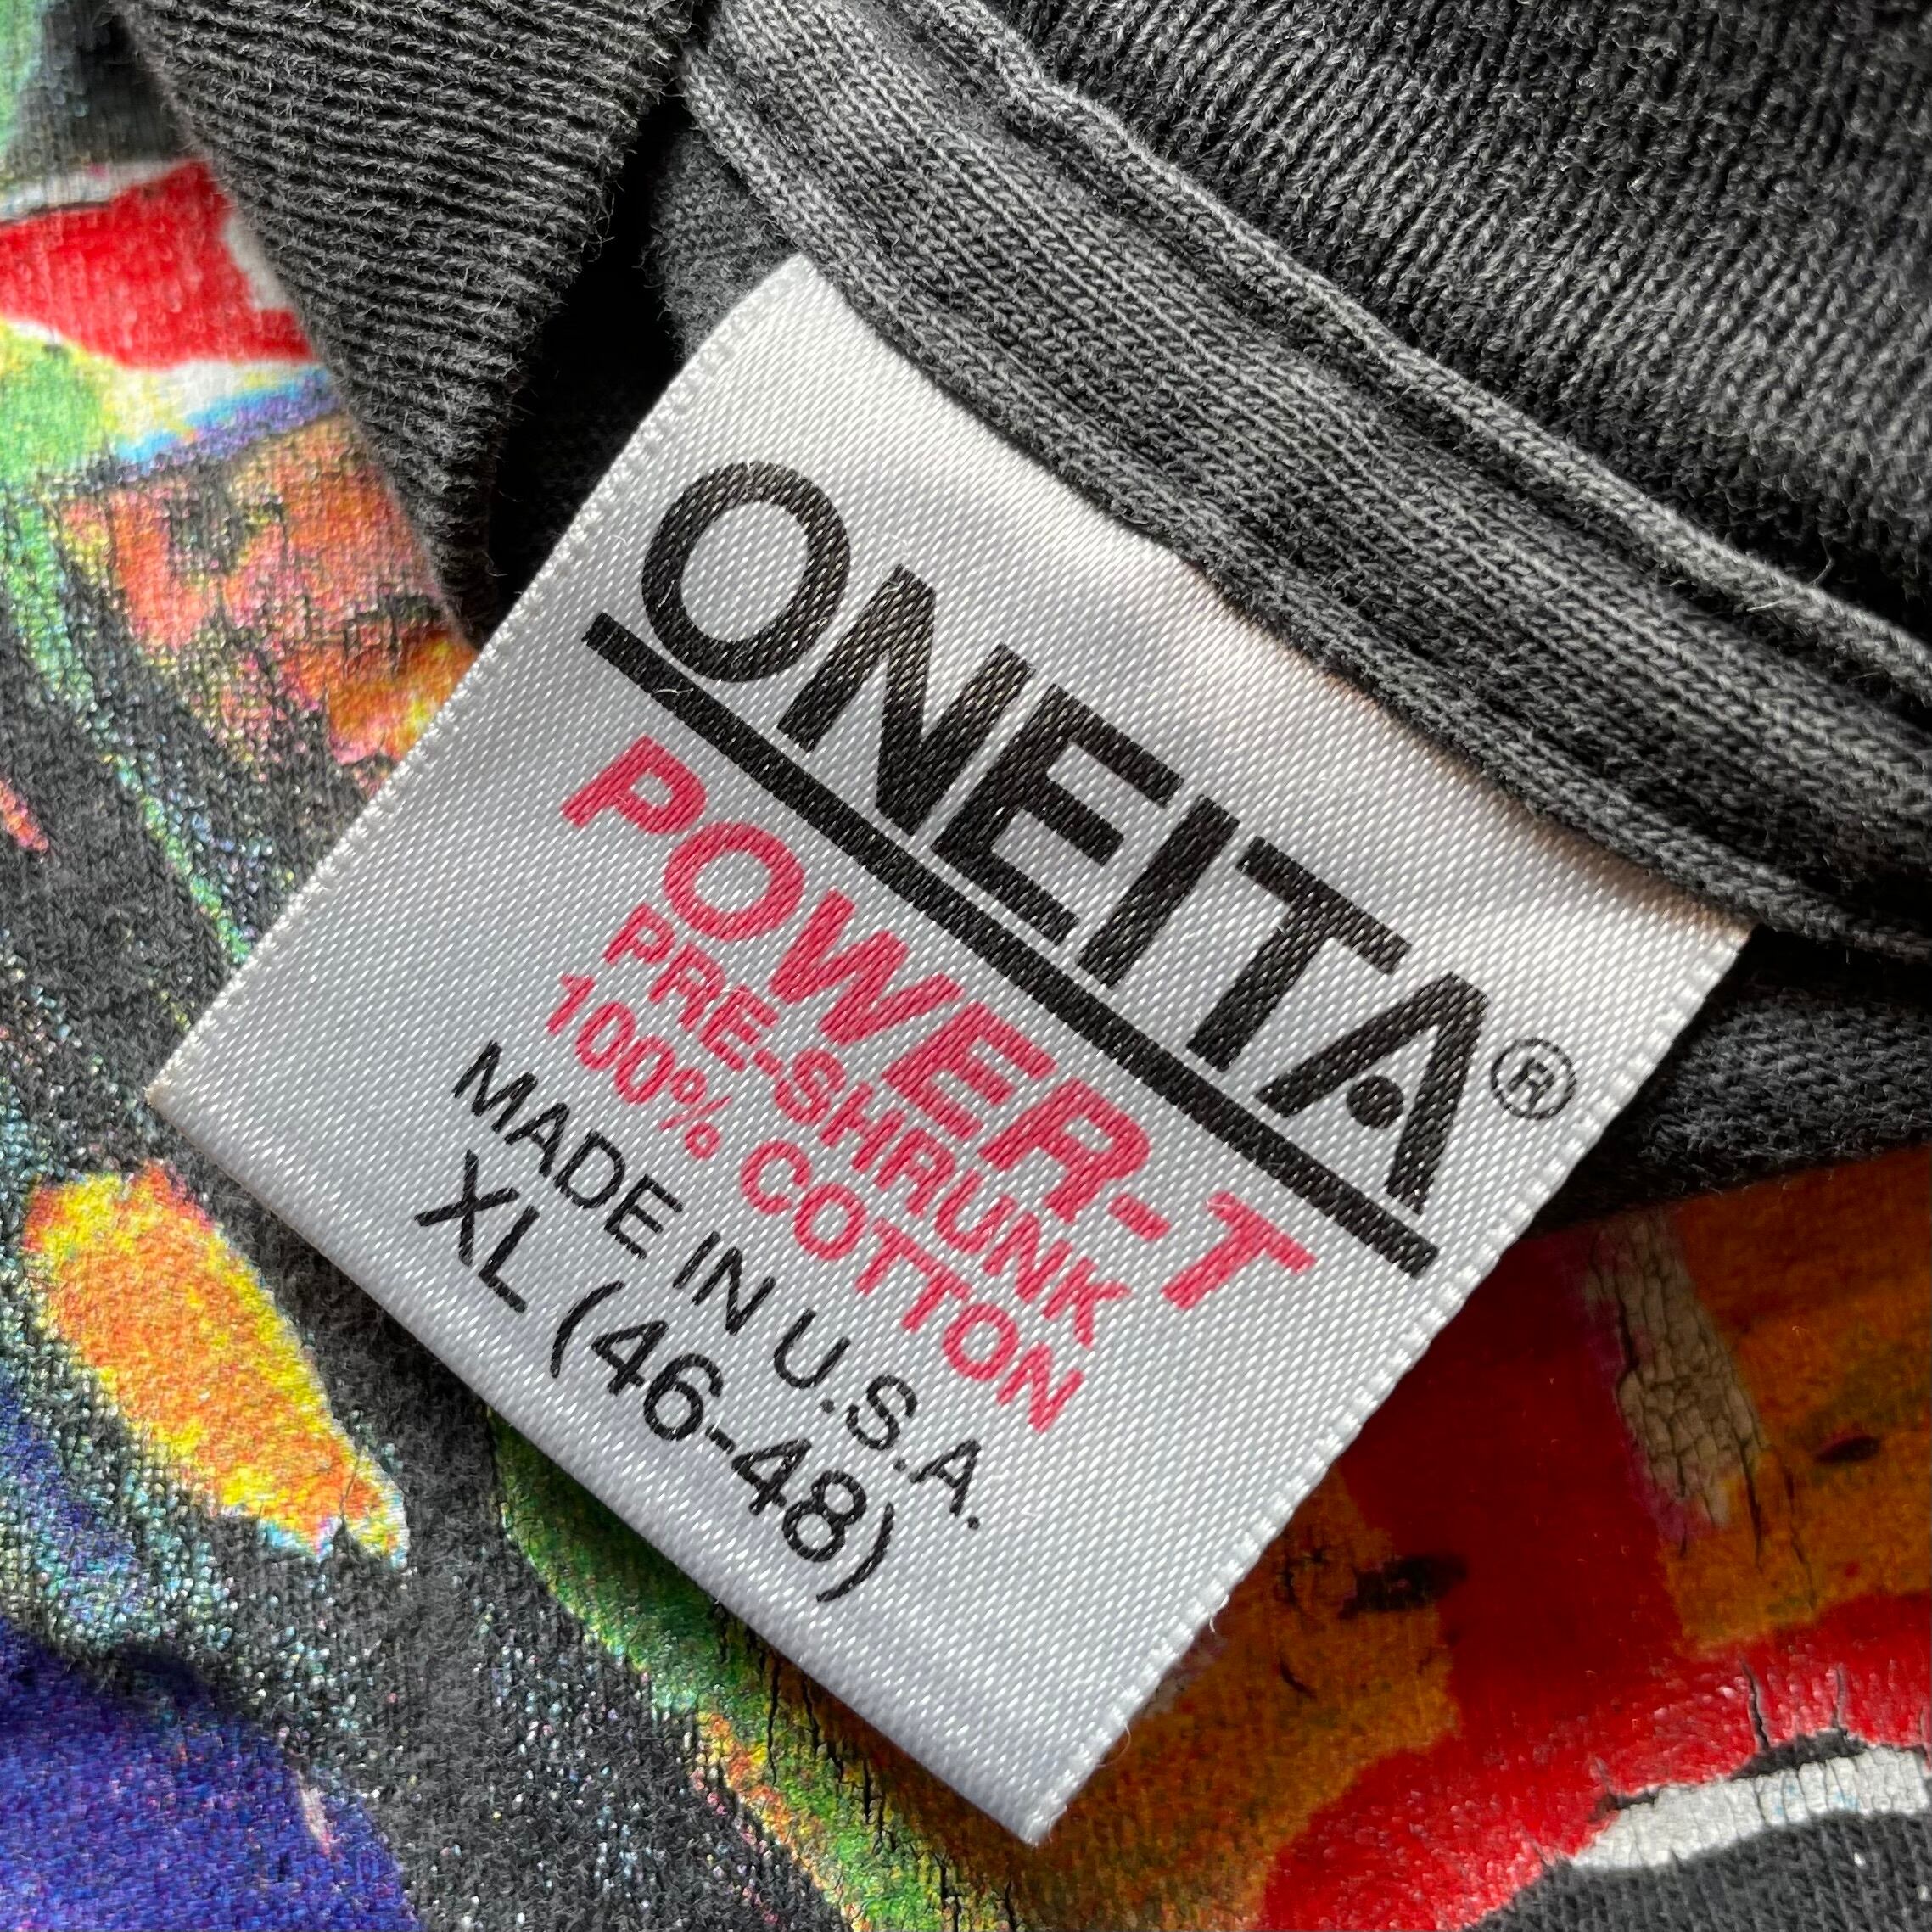 ONEITA®
POWER-T
PRE-SHRUNK
100% COTTON
MADE IN U.S.A.
XL (46-48)